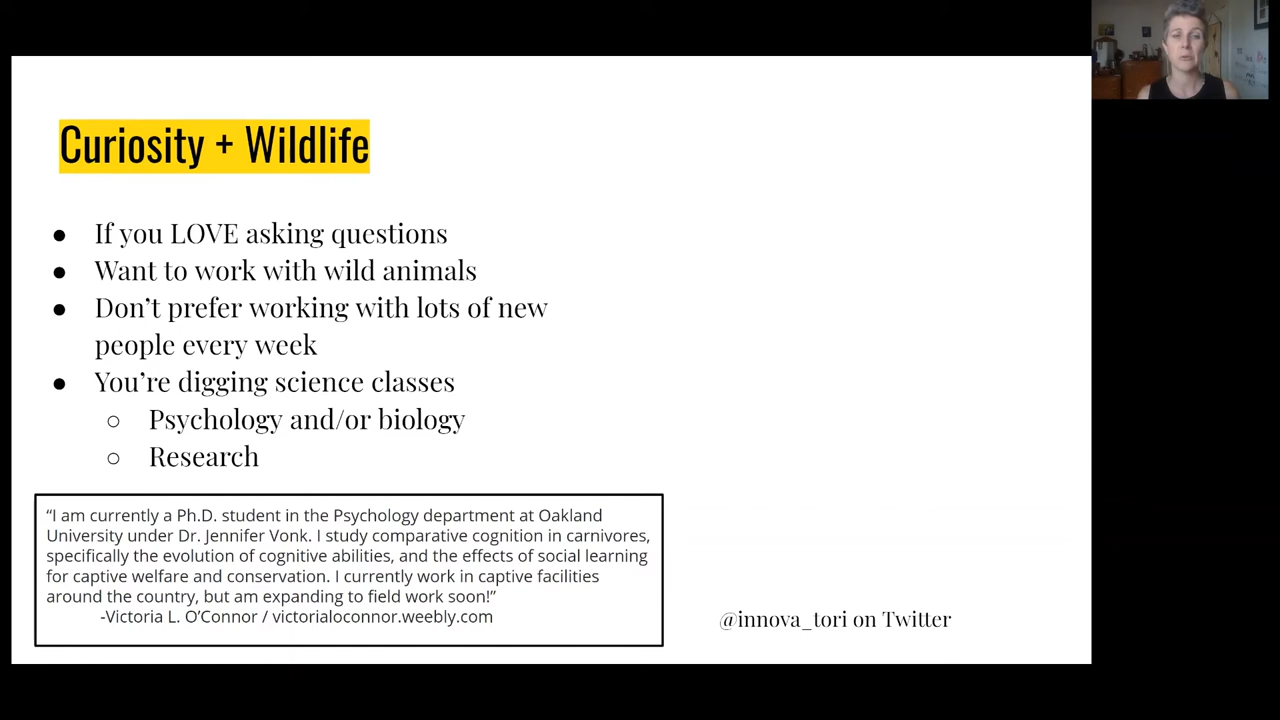 Curiosity + Wildlife
● If you LOVE asking questions
● Want to work with wild animals
● Don’t prefer working with lots of new
people every week
● You’re digging science classes
○ Psychology and/or biology
○ Research
“I am currently a Ph.D. student in the Psychology department at Oakland
University under Dr. Jennifer Vonk. I study comparative cognition in carnivores,
specifically the evolution of cognitive abilities, and the effects of social learning
for captive welfare and conservation. I currently work in captive facilities
around the country, but am expanding to field work soon!”
-Victoria L. O’Connor / victorialoconnor.weebly.com
@innova_tori on Twitter